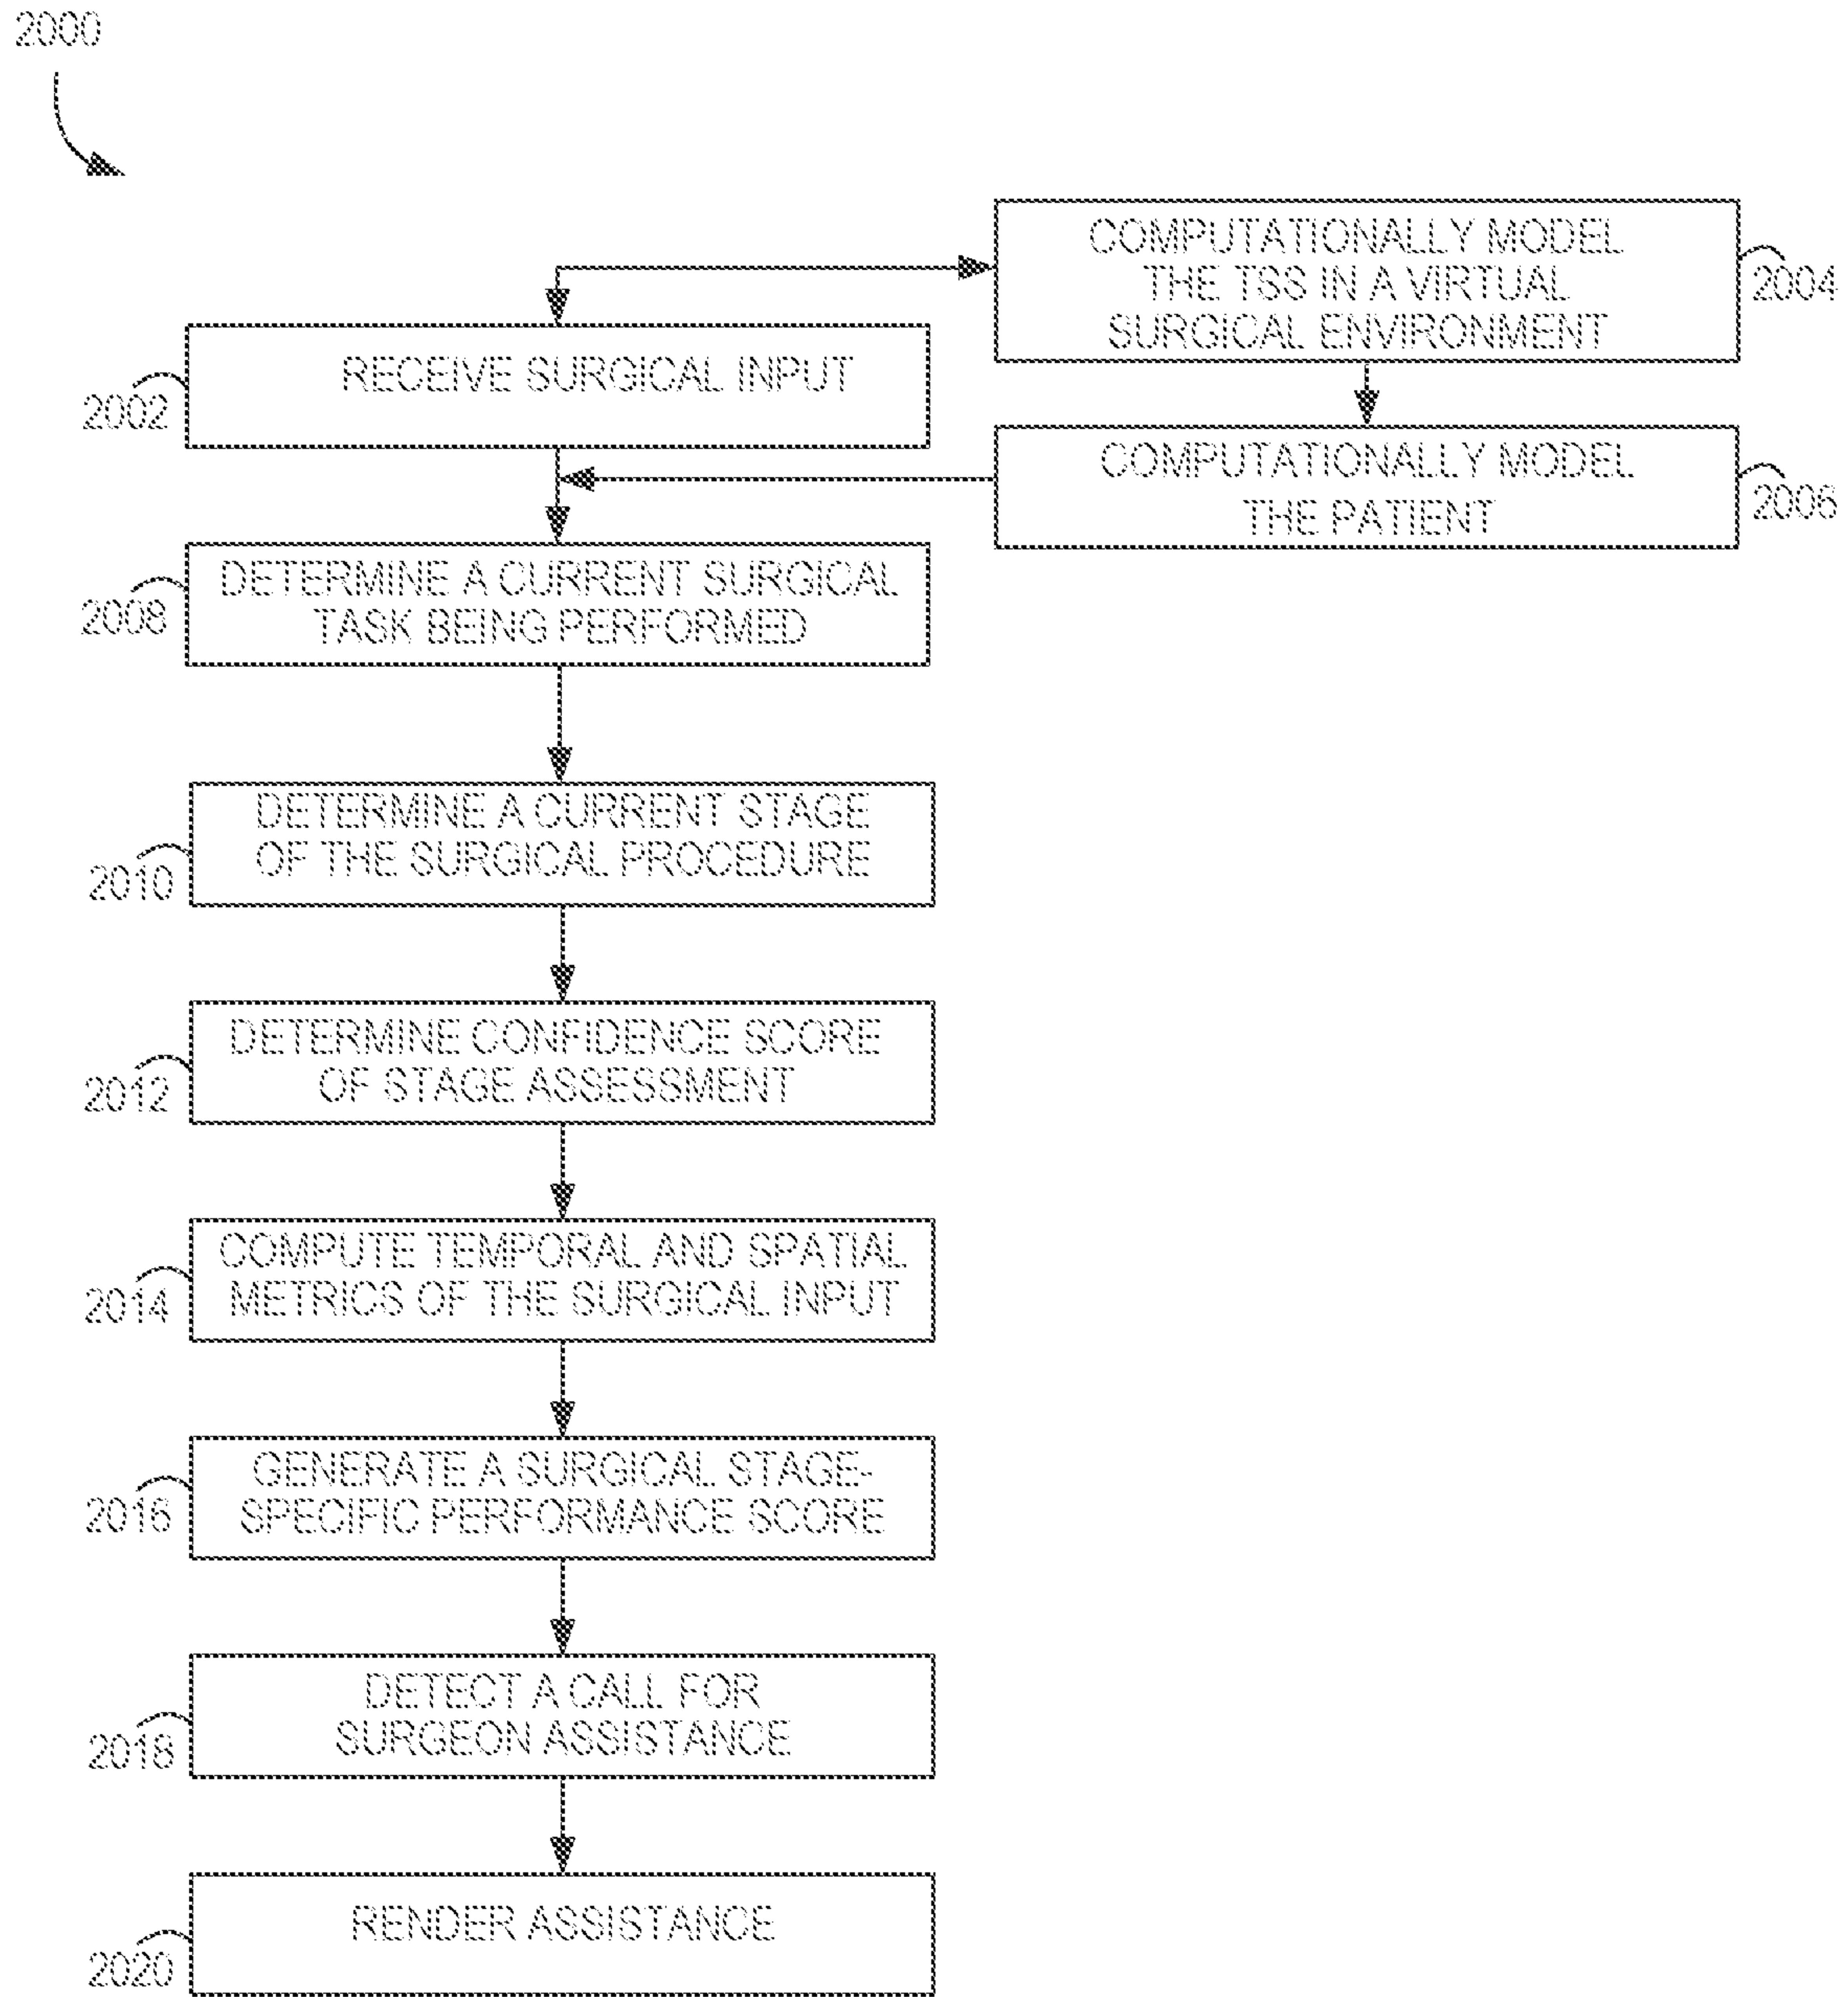 2000
COMPUTATIONALLY MODEL
THE TSS IN A VIRTUAL
SURGICAL ENVIRONMENT
2004
RECEIVE SURGICAL INPUT
2002
COMPUTATIONALLY MODEL
THE PATIENT
2006
DETERMINE A CURRENT SURGICAL
TASK BEING PERFORMED
2008
DETERMINE A CURRENT STAGE
OF THE SURGICAL PROCEDURE
2010
DETERMINE CONFIDENCE SCORE
OF STAGE ASSESSMENT
2012
COMPUTE TEMPORAL AND SPATIAL
METRICS OF THE SURGICAL INPUT
2014
GENERATE A SURGICAL STAGE-
SPECIFIC PERFORMANCE SCORE
2016
DETECT A CALL FOR
SURGEON ASSISTANCE
2018
RENDER ASSISTANCE
2020